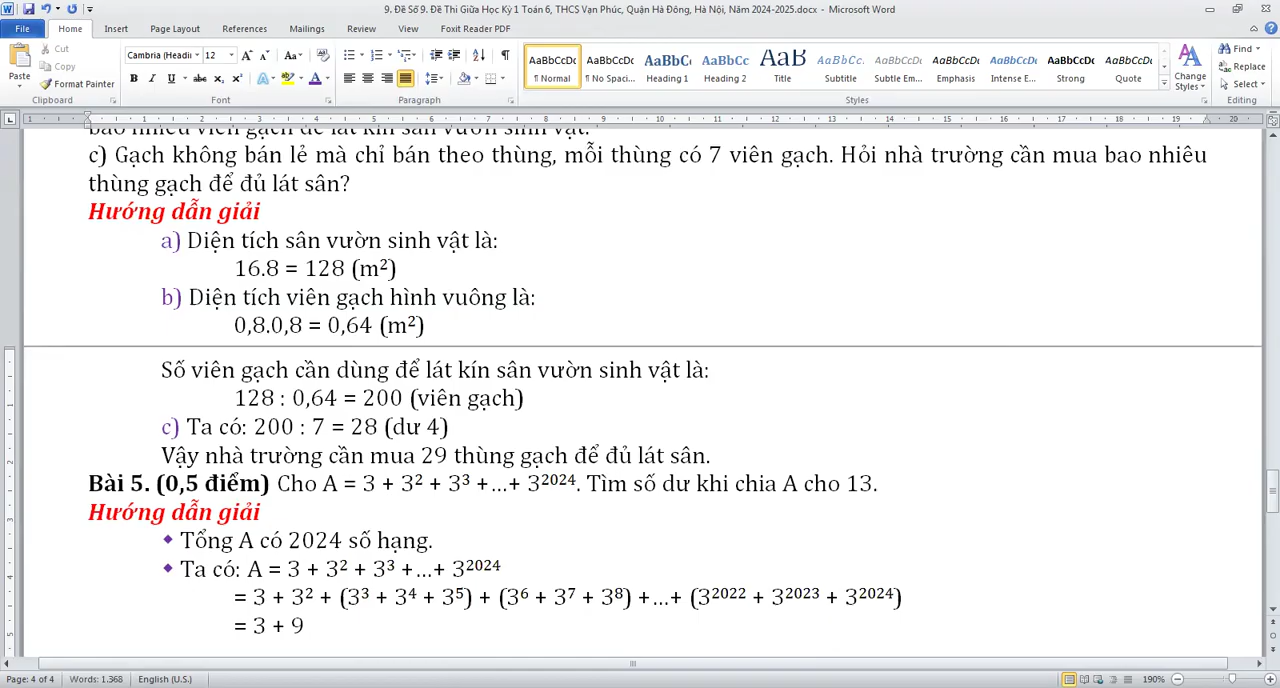 9. Đề Số 9. Đề Thi Giữa Học Kỳ 1 Toán 6, THCS Vạn Phúc, Quận Hà Đông, Hà Nội, Năm 2024-2025.docx - Microsoft Word
File Home Insert Page Layout References Mailings Review View Foxit Reader PDF
Paste Cut Copy Format Painter Clipboard
Cambria (Headi 12 Font
Paragraph
AaBbCcDc AaBbCcDc AaBbC AaBbCc AaB AaBbCc. AaBbCcDc AaBbCcDc AaBbCcDc AaBbCcDc AaBbCcDc
¶ Normal ¶ No Spaci... Heading 1 Heading 2 Title Subtitle Subtle Em... Emphasis Intense E... Strong Quote
Styles
Change Styles
Find Replace Select Editing
bao nhiêu viên gạch để lát kín sân vườn sinh vật.
c) Gạch không bán lẻ mà chỉ bán theo thùng, mỗi thùng có 7 viên gạch. Hỏi nhà trường cần mua bao nhiêu
thùng gạch để đủ lát sân?
Hướng dẫn giải
a) Diện tích sân vườn sinh vật là:
16.8 = 128 (m²)
b) Diện tích viên gạch hình vuông là:
0,8.0,8 = 0,64 (m²)
Số viên gạch cần dùng để lát kín sân vườn sinh vật là:
128 : 0,64 = 200 (viên gạch)
c) Ta có: 200 : 7 = 28 (dư 4)
Vậy nhà trường cần mua 29 thùng gạch để đủ lát sân.
Bài 5. (0,5 điểm) Cho A = 3 + 3² + 3³ +...+ 3²⁰²⁴. Tìm số dư khi chia A cho 13.
Hướng dẫn giải
◆ Tổng A có 2024 số hạng.
◆ Ta có: A = 3 + 3² + 3³ +...+ 3²⁰²⁴
= 3 + 3² + (3³ + 3⁴ + 3⁵) + (3⁶ + 3⁷ + 3⁸) +...+ (3²⁰²² + 3²⁰²³ + 3²⁰²⁴)
= 3 + 9
Page: 4 of 4 Words: 1.368 English (U.S.) 190%